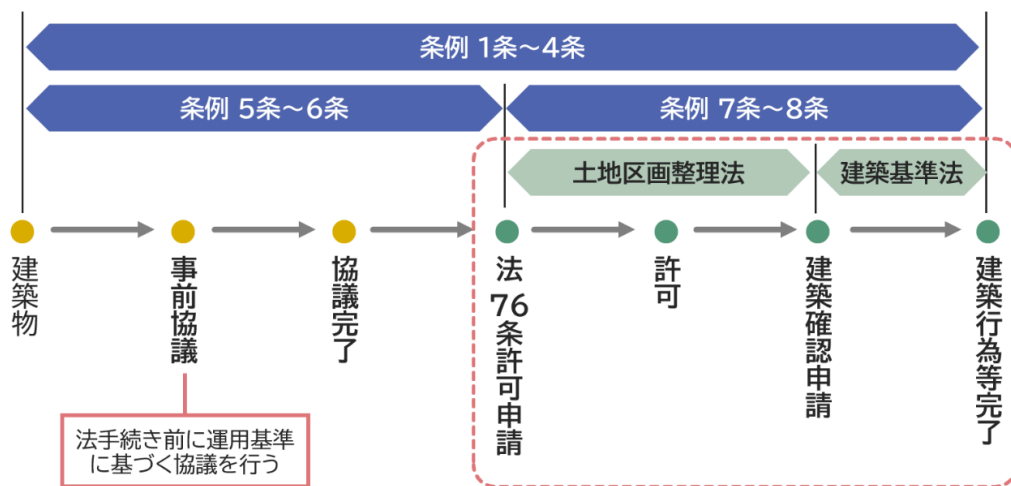 条例 1条～4条
条例 5条～6条
条例 7条～8条
土地区画整理法
建築基準法
建築物
事前協議
協議完了
法76条許可申請
許可
建築確認申請
建築行為等完了
法手続き前に運用基準
に基づく協議を行う